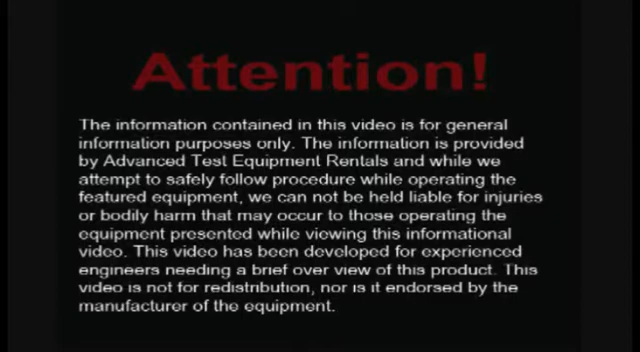 Attention!
The information contained in this video is for general
information purposes only. The information is provided
by Advanced Test Equipment Rentals and while we
attempt to safely follow procedure while operating the
featured equipment, we can not be held liable for injuries
or bodily harm that may occur to those operating the
equipment presented while viewing this informational
video. This video has been developed for experienced
engineers needing a brief over view of this product. This
video is not for redistribution, nor is it endorsed by the
manufacturer of the equipment.